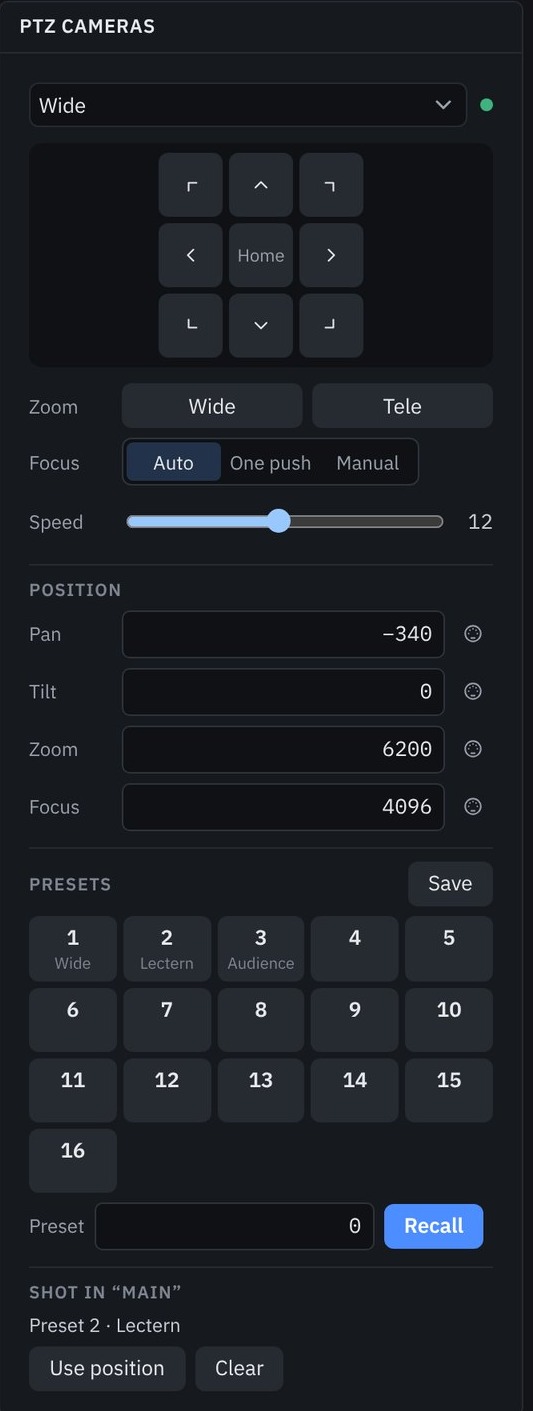 PTZ CAMERAS
Wide
Home
Zoom Wide Tele
Focus Auto One push Manual
Speed 12
POSITION
Pan −340
Tilt 0
Zoom 6200
Focus 4096
PRESETS Save
1 2 3 4 5
Wide Lectern Audience
6 7 8 9 10
11 12 13 14 15
16
Preset 0 Recall
SHOT IN “MAIN”
Preset 2 · Lectern
Use position Clear